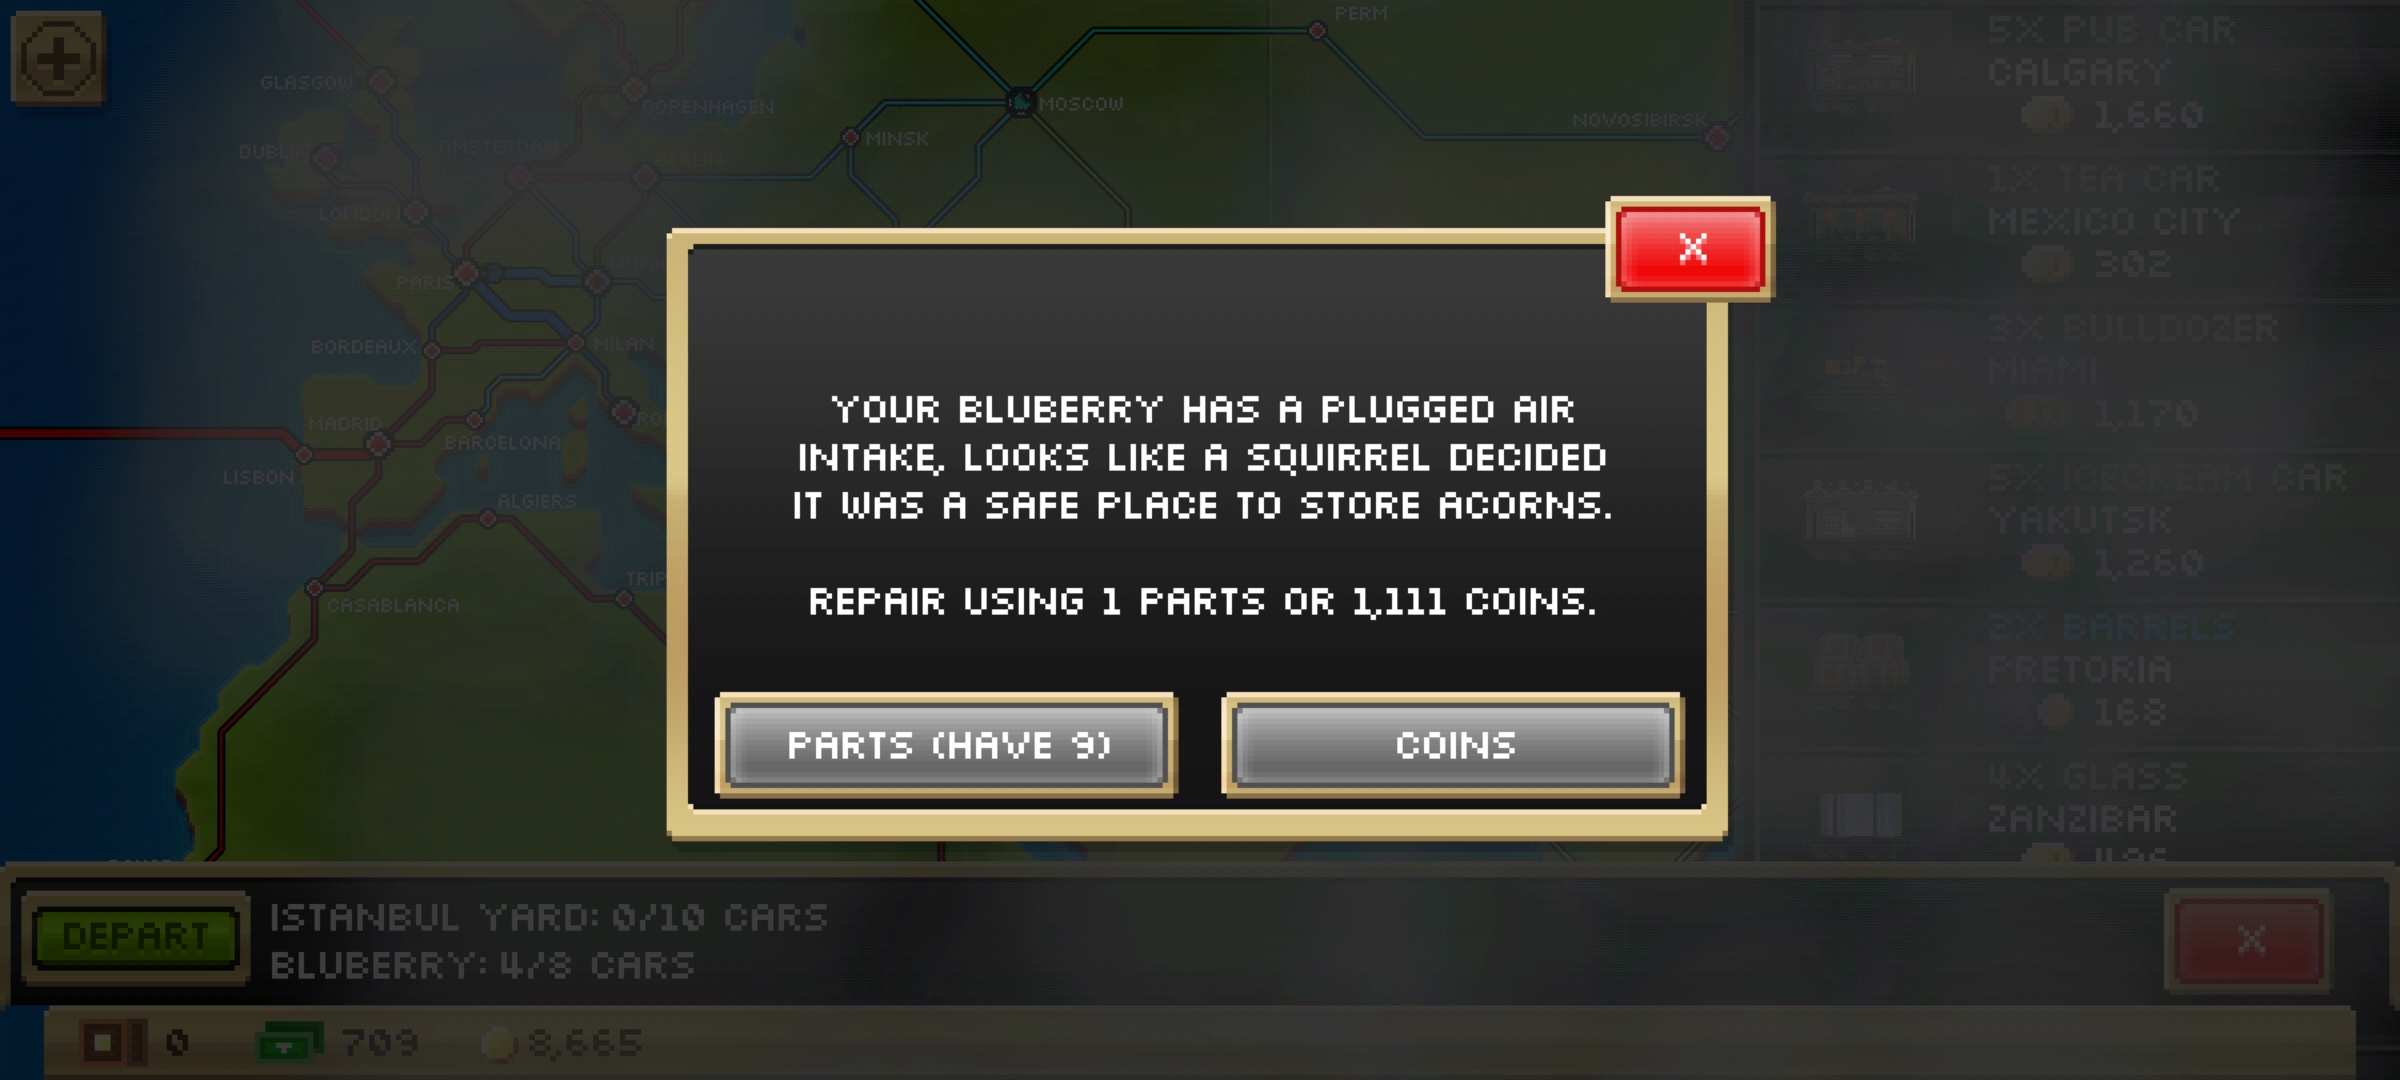 PERM
GLASGOW
COPENHAGEN
MOSCOW
MINSK
NOVOSIBIRSK
DUBLIN
AMSTERDAM
BERLIN
LONDON
PARIS
BORDEAUX
MILAN
MADRID
BARCELONA
LISBON
ALGIERS
CASABLANCA
5X PUB CAR
CALGARY
1,660
1X TEA CAR
MEXICO CITY
302
3X BULLDOZER
MIAMI
1,170
5X ICECREAM CAR
YAKUTSK
1,260
2X BARRELS
PRETORIA
168
4X GLASS
ZANZIBAR
X
YOUR BLUBERRY HAS A PLUGGED AIR
INTAKE, LOOKS LIKE A SQUIRREL DECIDED
IT WAS A SAFE PLACE TO STORE ACORNS.
REPAIR USING 1 PARTS OR 1,111 COINS.
PARTS (HAVE 9)
COINS
DEPART
ISTANBUL YARD: 0/10 CARS
BLUBERRY: 4/8 CARS
X
0
709
8,665